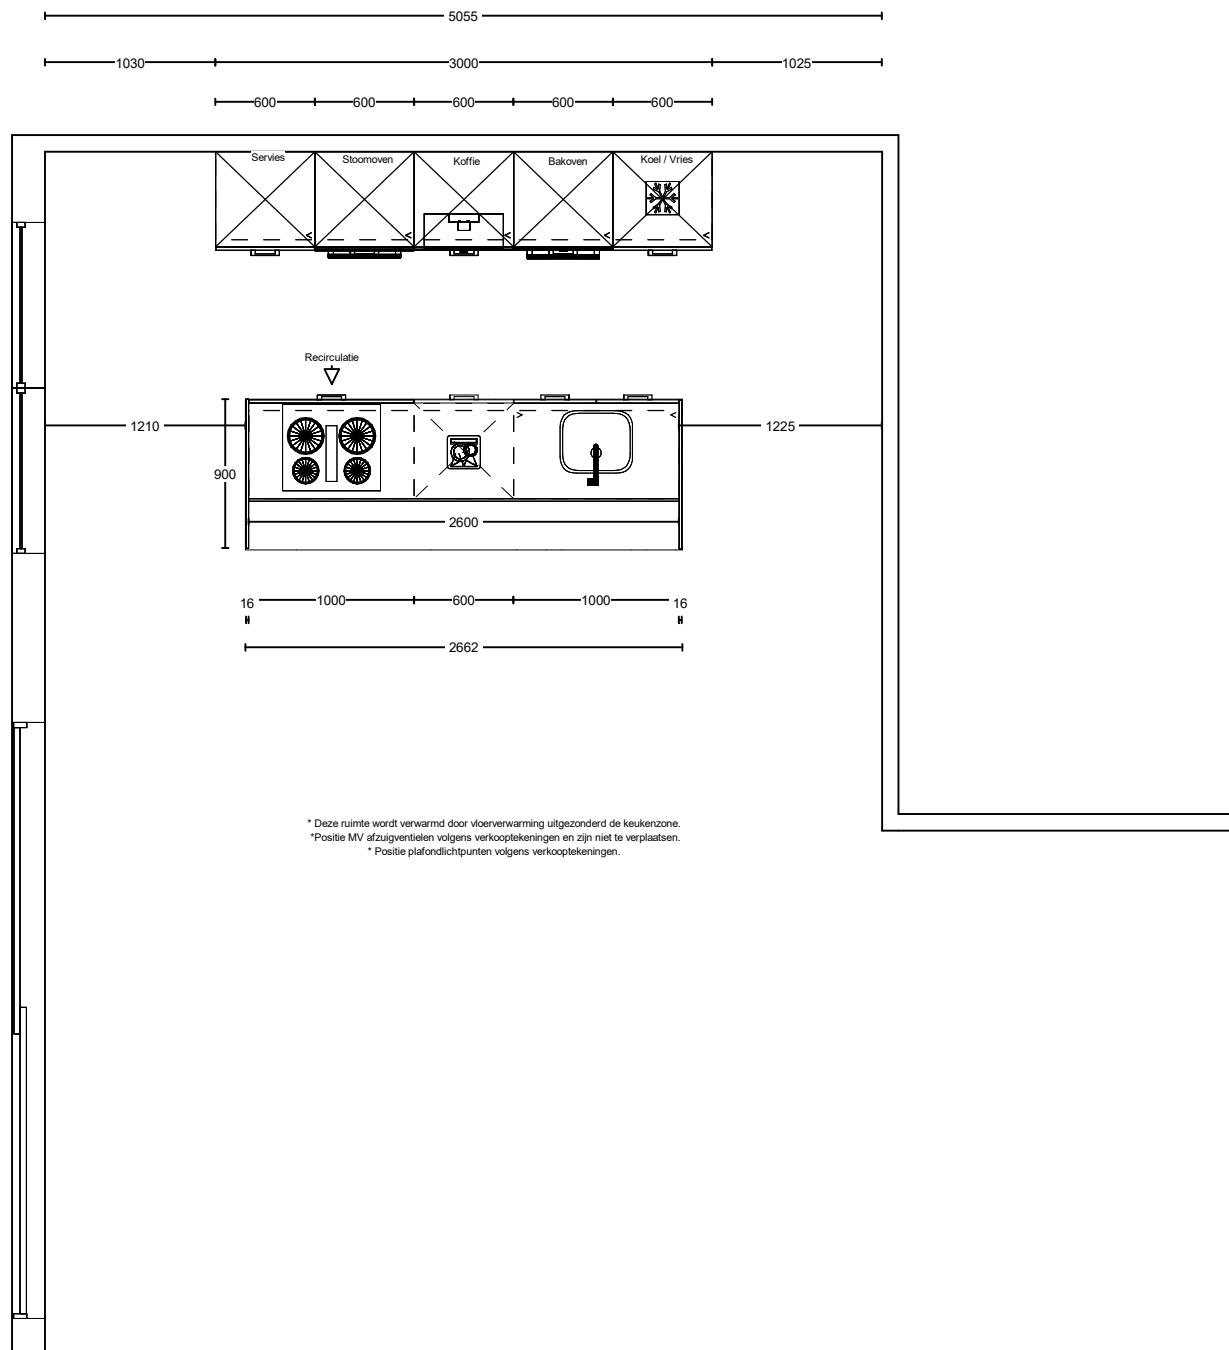 5055
1030 3000 1025
600 600 600 600 600
Servies Stoomoven Koffie Bakoven Koel / Vries
Recirculatie
1210 1225
900
2600
16 1000 600 1000 16
2662
* Deze ruimte wordt verwarmd door vloerverwarming uitgezonderd de keukenzone.
*Positie MV afzuigventielen volgens verkooptekeningen en zijn niet te verplaatsen.
* Positie plafondlichtpunten volgens verkooptekeningen.